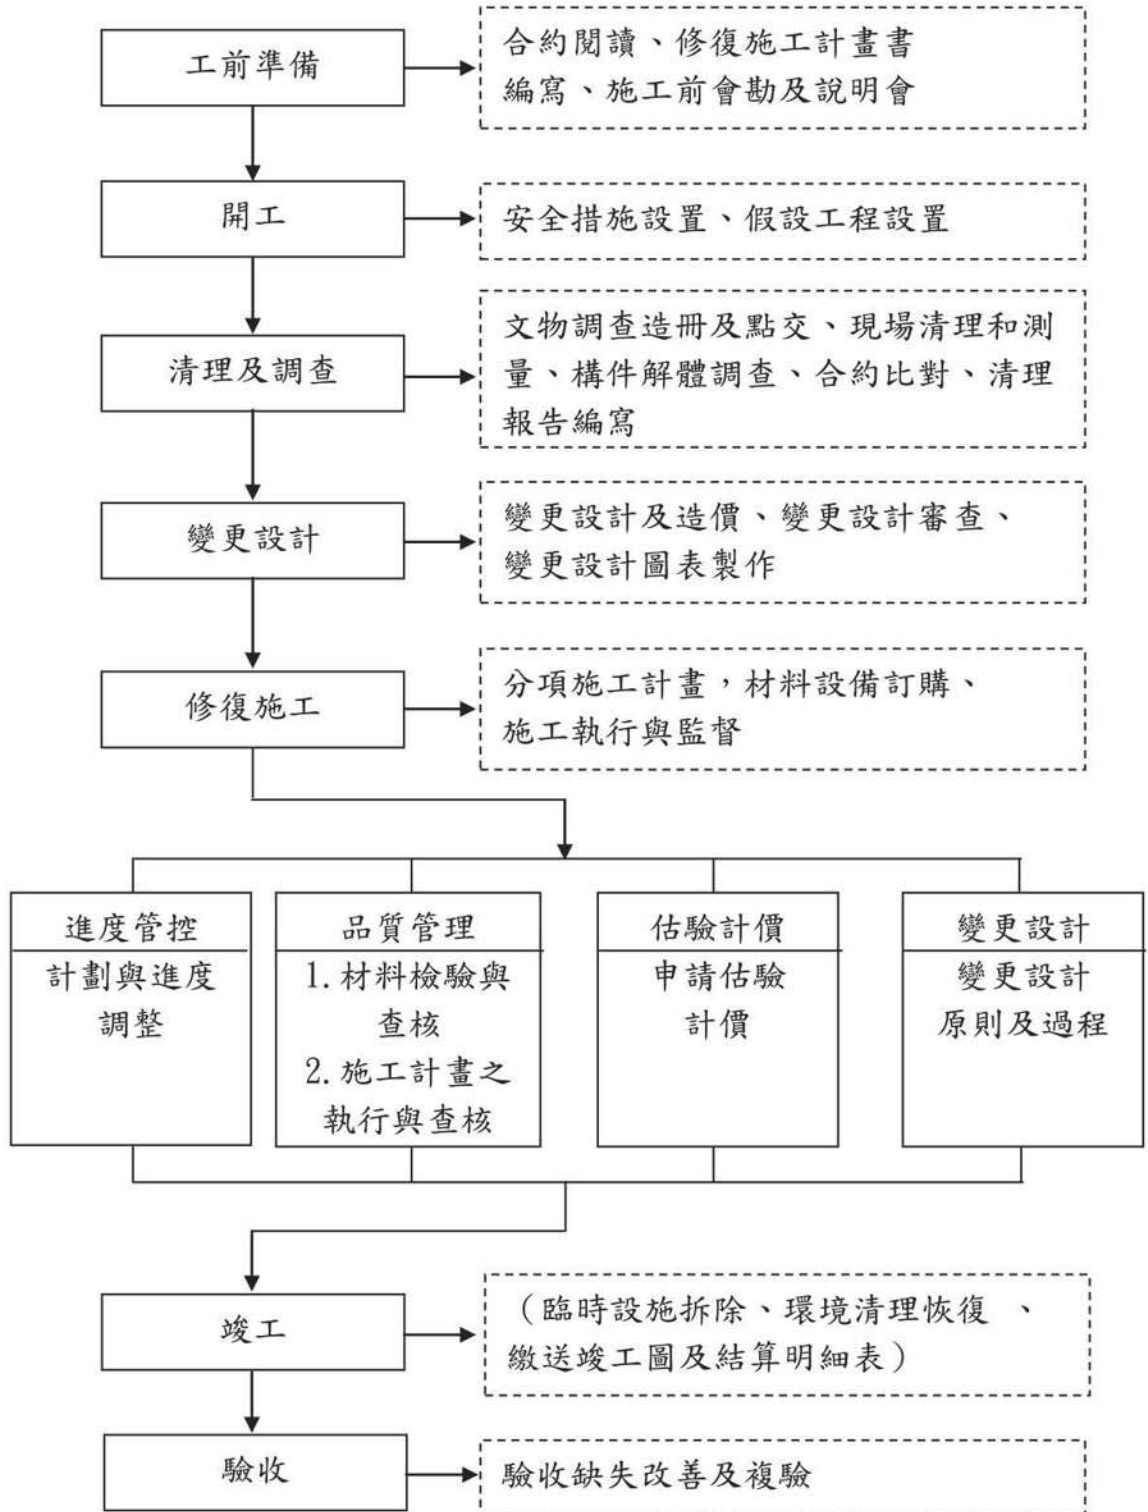 工前準備
合約閱讀、修復施工計畫書
編寫、施工前會勘及說明會
開工
安全措施設置、假設工程設置
清理及調查
文物調查造冊及點交、現場清理和測
量、構件解體調查、合約比對、清理
報告編寫
變更設計
變更設計及造價、變更設計審查、
變更設計圖表製作
修復施工
分項施工計畫，材料設備訂購、
施工執行與監督
進度管控
計劃與進度
調整
品質管理
1.材料檢驗與
查核
2.施工計畫之
執行與查核
估驗計價
申請估驗
計價
變更設計
變更設計
原則及過程
竣工
（臨時設施拆除、環境清理恢復 、
繳送竣工圖及結算明細表）
驗收
驗收缺失改善及複驗